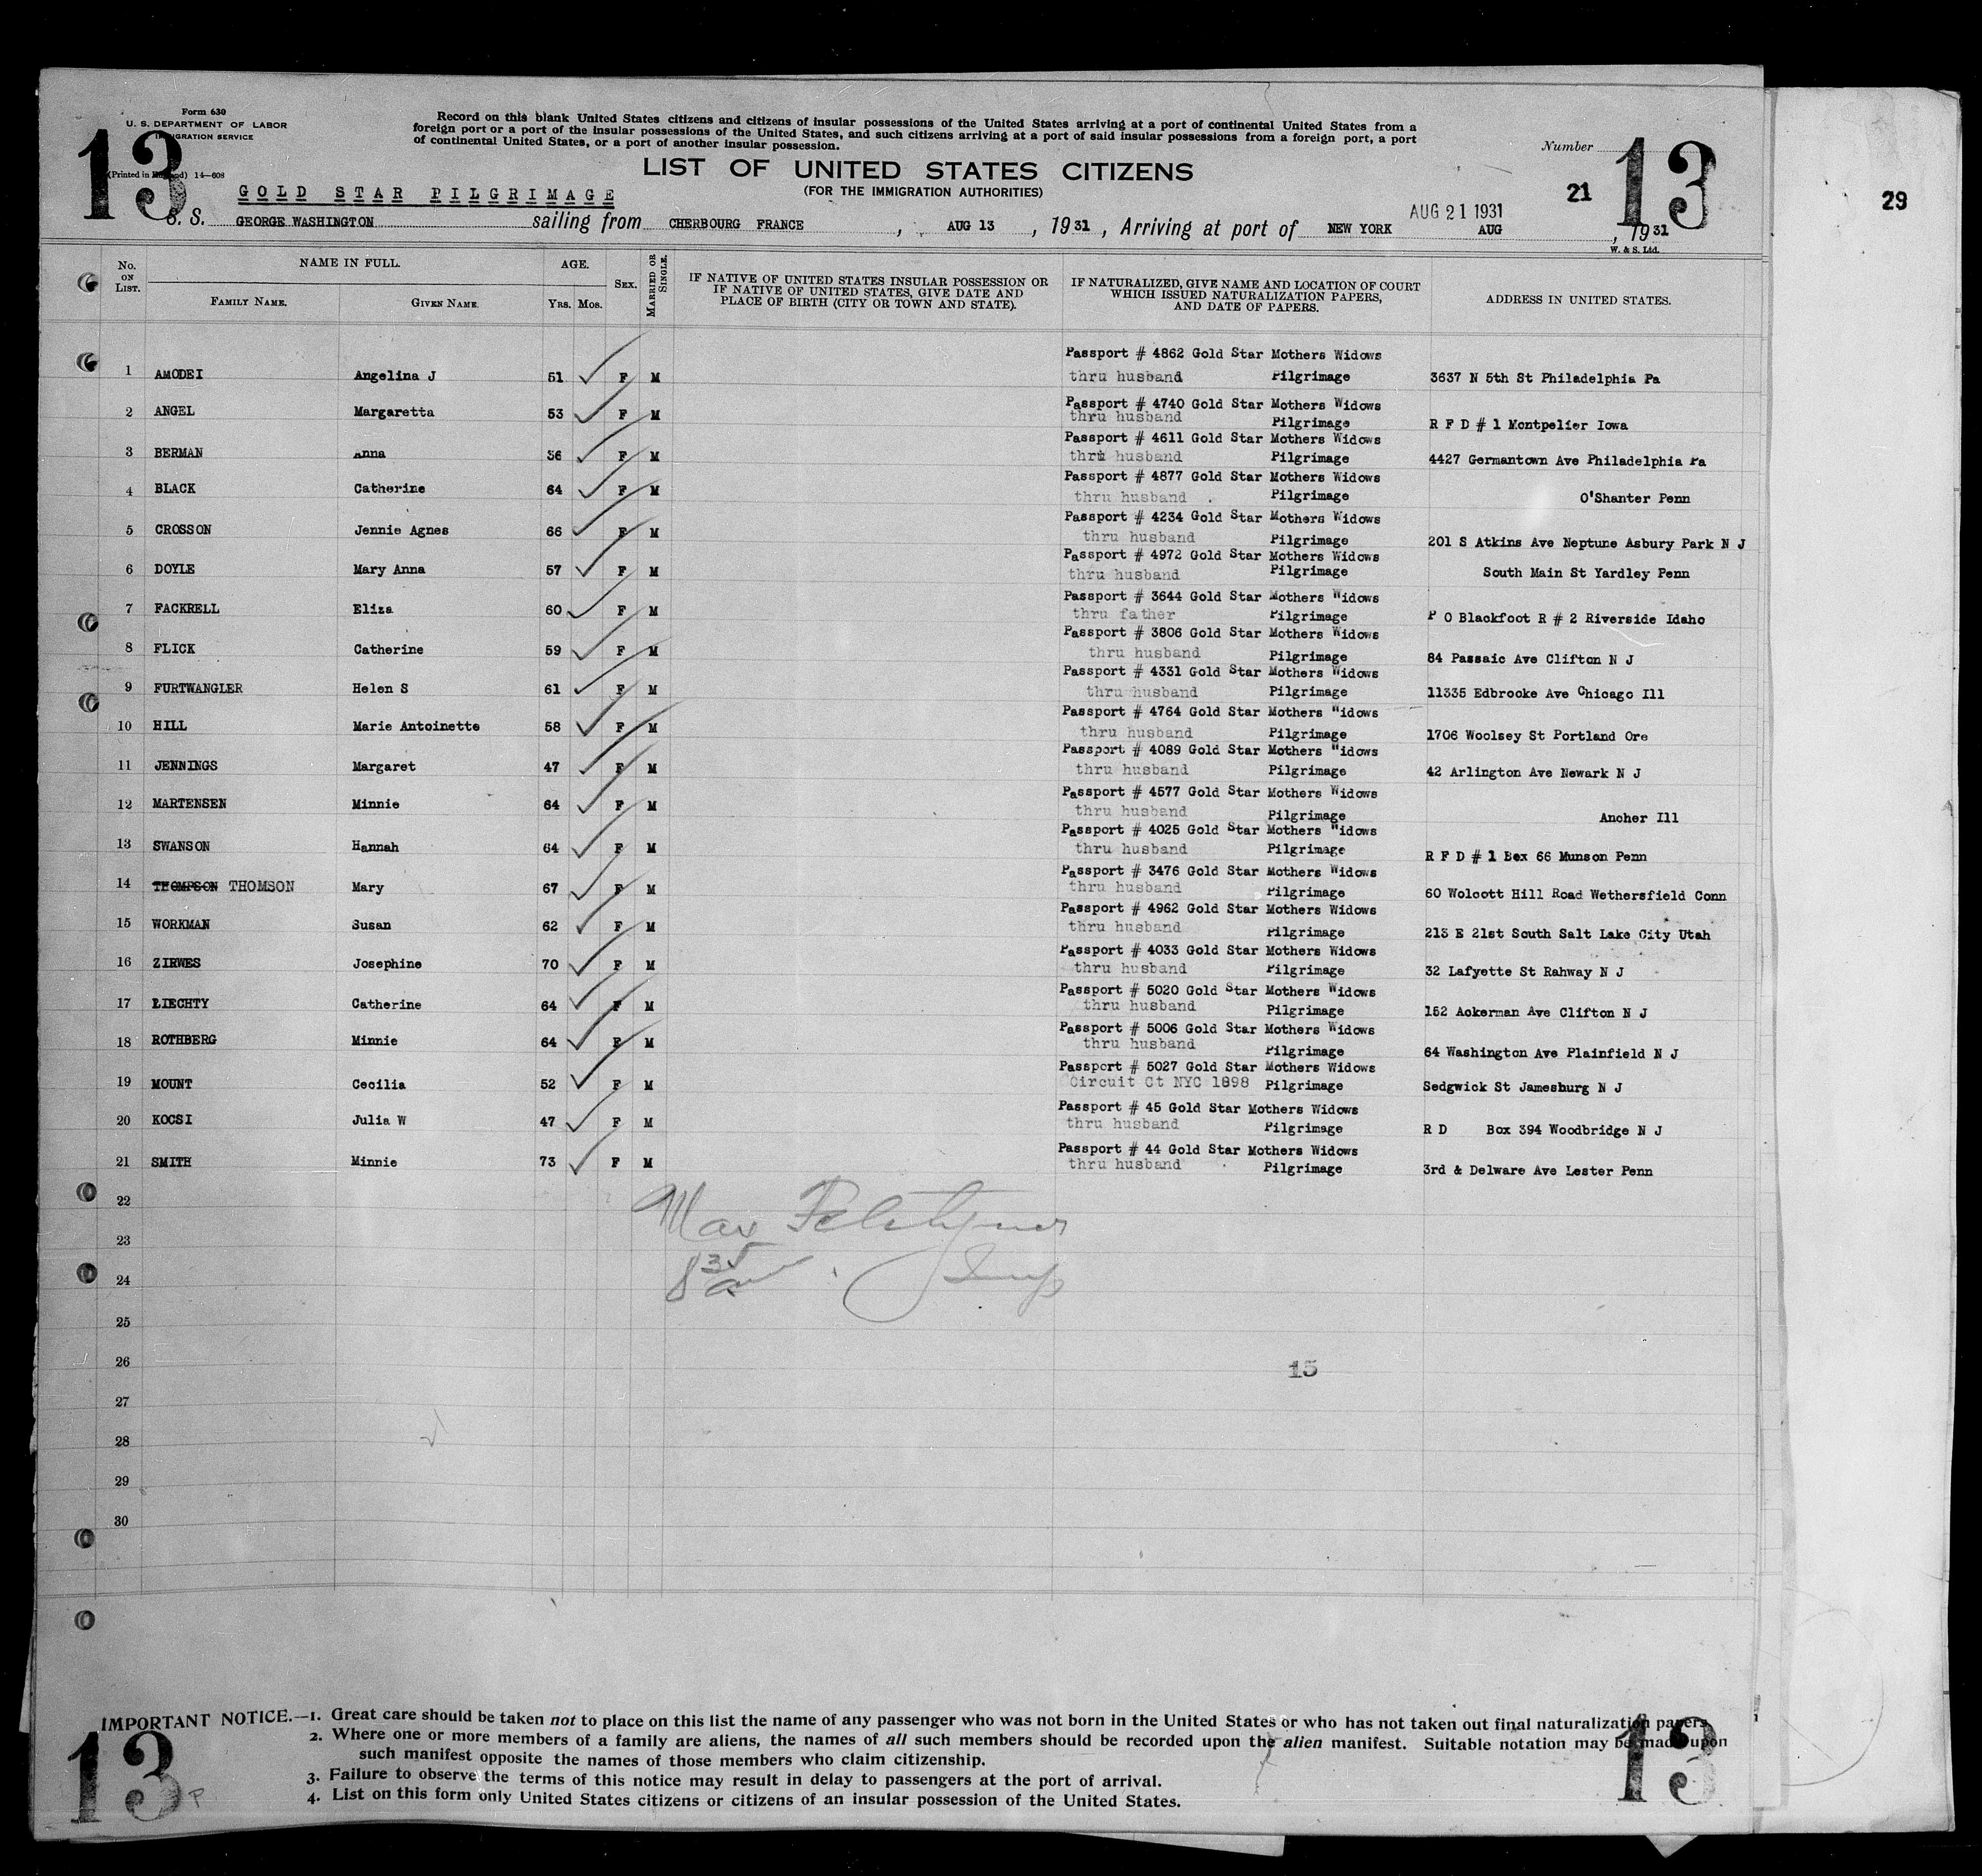 Form 630
U. S. DEPARTMENT OF LABOR
IMMIGRATION SERVICE
13
(Printed in England) 14—608
Record on this blank United States citizens and citizens of insular possessions of the United States arriving at a port of continental United States from a
foreign port or a port of the insular possessions of the United States, and such citizens arriving at a port of said insular possessions from a foreign port, a port
of continental United States, or a port of another insular possession.
Number
13
21
29
LIST OF UNITED STATES CITIZENS
(FOR THE IMMIGRATION AUTHORITIES)
GOLD STAR PILGRIMAGE
AUG 21 1931
S. S. GEORGE WASHINGTON sailing from CHERBOURG FRANCE, AUG 13, 1931, Arriving at port of NEW YORK AUG, 1931
W. & S. Ltd.
No. ON LIST. NAME IN FULL. FAMILY NAME. GIVEN NAME. AGE. Yrs. Mos. SEX. MARRIED OR SINGLE. IF NATIVE OF UNITED STATES INSULAR POSSESSION OR IF NATIVE OF UNITED STATES, GIVE DATE AND PLACE OF BIRTH (CITY OR TOWN AND STATE). IF NATURALIZED, GIVE NAME AND LOCATION OF COURT WHICH ISSUED NATURALIZATION PAPERS, AND DATE OF PAPERS. ADDRESS IN UNITED STATES.
Passport # 4862 Gold Star Mothers Widows
1 AMODEI Angelina J 51 F M thru husband Pilgrimage 3637 N 5th St Philadelphia Pa
Passport # 4740 Gold Star Mothers Widows
2 ANGEL Margaretta 53 F M thru husband Pilgrimage R F D # 1 Montpelier Iowa
Passport # 4611 Gold Star Mothers Widows
3 BERMAN Anna 56 F M thru husband Pilgrimage 4427 Germantown Ave Philadelphia Pa
Passport # 4877 Gold Star Mothers Widows
4 BLACK Catherine 64 F M thru husband Pilgrimage O'Shanter Penn
Passport # 4234 Gold Star Mothers Widows
5 CROSSON Jennie Agnes 66 F M thru husband Pilgrimage 201 S Atkins Ave Neptune Asbury Park N J
Passport # 4972 Gold Star Mothers Widows
6 DOYLE Mary Anna 57 F M thru husband Pilgrimage South Main St Yardley Penn
Passport # 3644 Gold Star Mothers Widows
7 FACKRELL Eliza 60 F M thru father Pilgrimage P O Blackfoot R # 2 Riverside Idaho
Passport # 3806 Gold Star Mothers Widows
8 FLICK Catherine 59 F M thru husband Pilgrimage 84 Passaic Ave Clifton N J
Passport # 4331 Gold Star Mothers Widows
9 FURTWANGLER Helen S 61 F M thru husband Pilgrimage 11335 Edbrooke Ave Chicago Ill
Passport # 4764 Gold Star Mothers "idows
10 HILL Marie Antoinette 58 F M thru husband Pilgrimage 1706 Woolsey St Portland Ore
Passport # 4089 Gold Star Mothers "idows
11 JENNINGS Margaret 47 F M thru husband Pilgrimage 42 Arlington Ave Newark N J
Passport # 4577 Gold Star Mothers Widows
12 MARTENSEN Minnie 64 F M thru husband Pilgrimage Ancher Ill
Passport # 4025 Gold Star Mothers "idows
13 SWANSON Hannah 64 F M thru husband Pilgrimage R F D # 1 Box 66 Munson Penn
Passport # 3476 Gold Star Mothers Widows
14 THOMPSON THOMSON Mary 67 F M thru husband Pilgrimage 60 Wolcott Hill Road Wethersfield Conn
Passport # 4962 Gold Star Mothers Widows
15 WORKMAN Susan 62 F M thru husband Pilgrimage 213 E 21st South Salt Lake City Utah
Passport # 4033 Gold Star Mothers Widows
16 ZIRWES Josephine 70 F M thru husband Pilgrimage 32 Lafyette St Rahway N J
Passport # 5020 Gold Star Mothers Widows
17 LIECHTY Catherine 64 F M thru husband Pilgrimage 152 Ackerman Ave Clifton N J
Passport # 5006 Gold Star Mothers Widows
18 ROTHBERG Minnie 64 F M thru husband Pilgrimage 64 Washington Ave Plainfield N J
Passport # 5027 Gold Star Mothers Widows
19 MOUNT Cecilia 52 F M Circuit Ct NYC 1898 Pilgrimage Sedgwick St Jamesburg N J
Passport # 45 Gold Star Mothers Widows
20 KOCSI Julia W 47 F M thru husband Pilgrimage R D Box 394 Woodbridge N J
Passport # 44 Gold Star Mothers Widows
21 SMITH Minnie 73 F M thru husband Pilgrimage 3rd & Delware Ave Lester Penn
22
Max
23
835
24
25
26
15
27
28
29
30
IMPORTANT NOTICE.—1. Great care should be taken not to place on this list the name of any passenger who was not born in the United States or who has not taken out final naturalization papers.
2. Where one or more members of a family are aliens, the names of all such members should be recorded upon the alien manifest. Suitable notation may be made upon
such manifest opposite the names of those members who claim citizenship.
3. Failure to observe the terms of this notice may result in delay to passengers at the port of arrival.
4. List on this form only United States citizens or citizens of an insular possession of the United States.
13
P
13